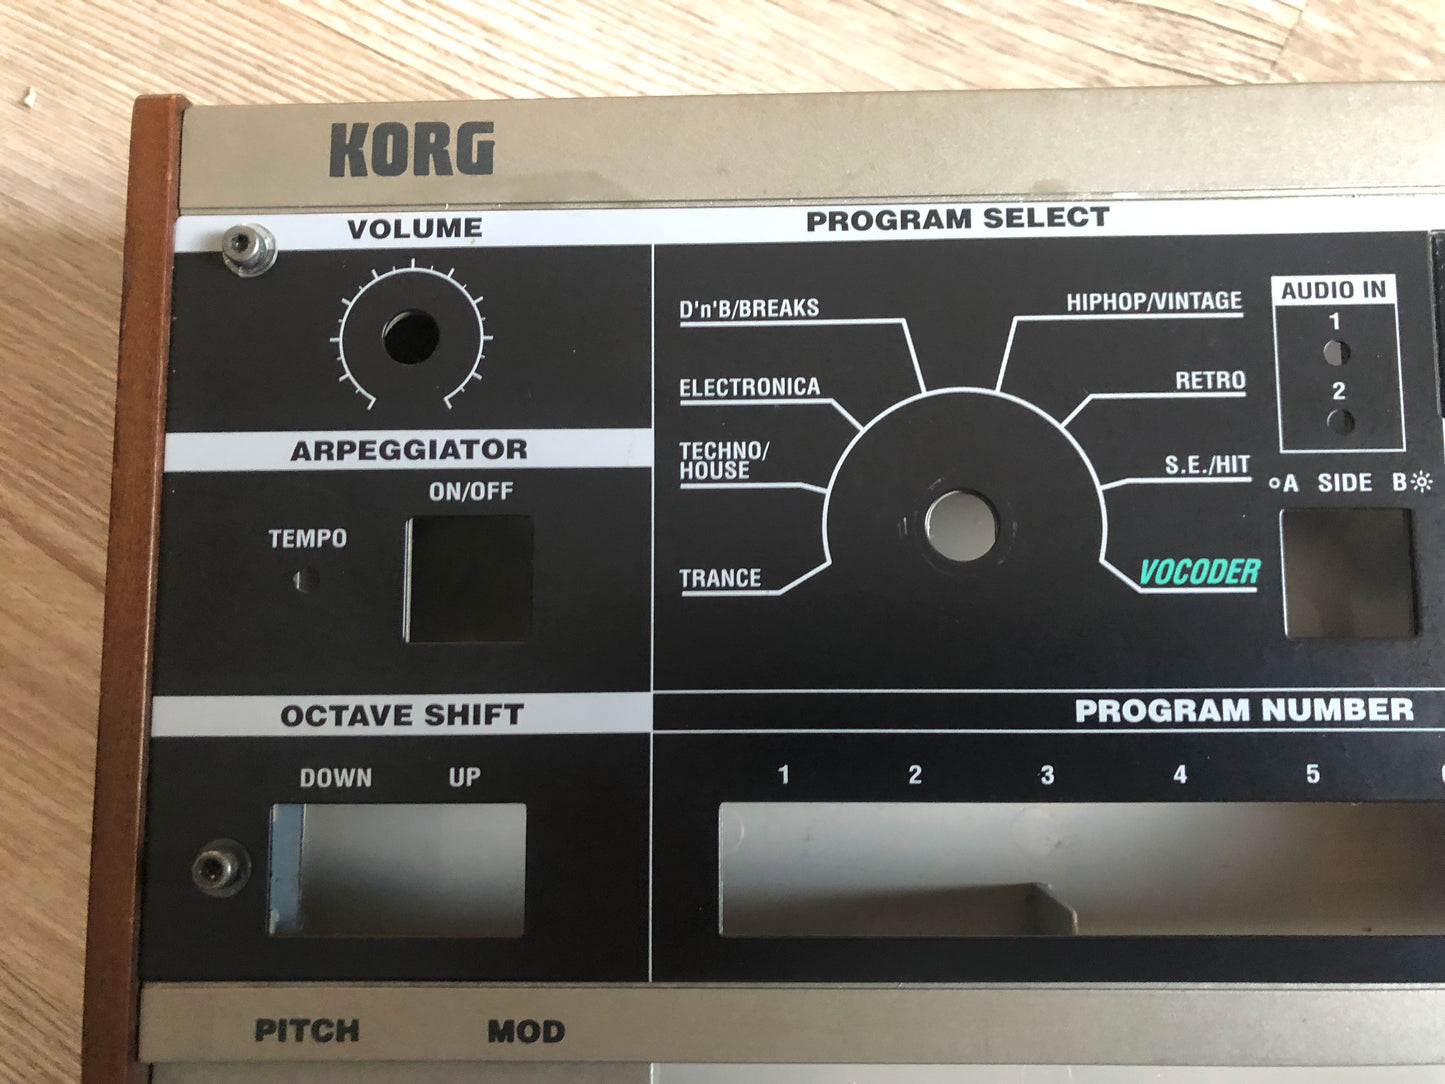 KORG
VOLUME
PROGRAM SELECT
D'n'B/BREAKS
HIPHOP/VINTAGE
AUDIO IN
1
2
ELECTRONICA
RETRO
TECHNO/
HOUSE
S.E./HIT
A SIDE B
TRANCE
VOCODER
ARPEGGIATOR
ON/OFF
TEMPO
OCTAVE SHIFT
DOWN UP
PROGRAM NUMBER
1 2 3 4 5
PITCH MOD